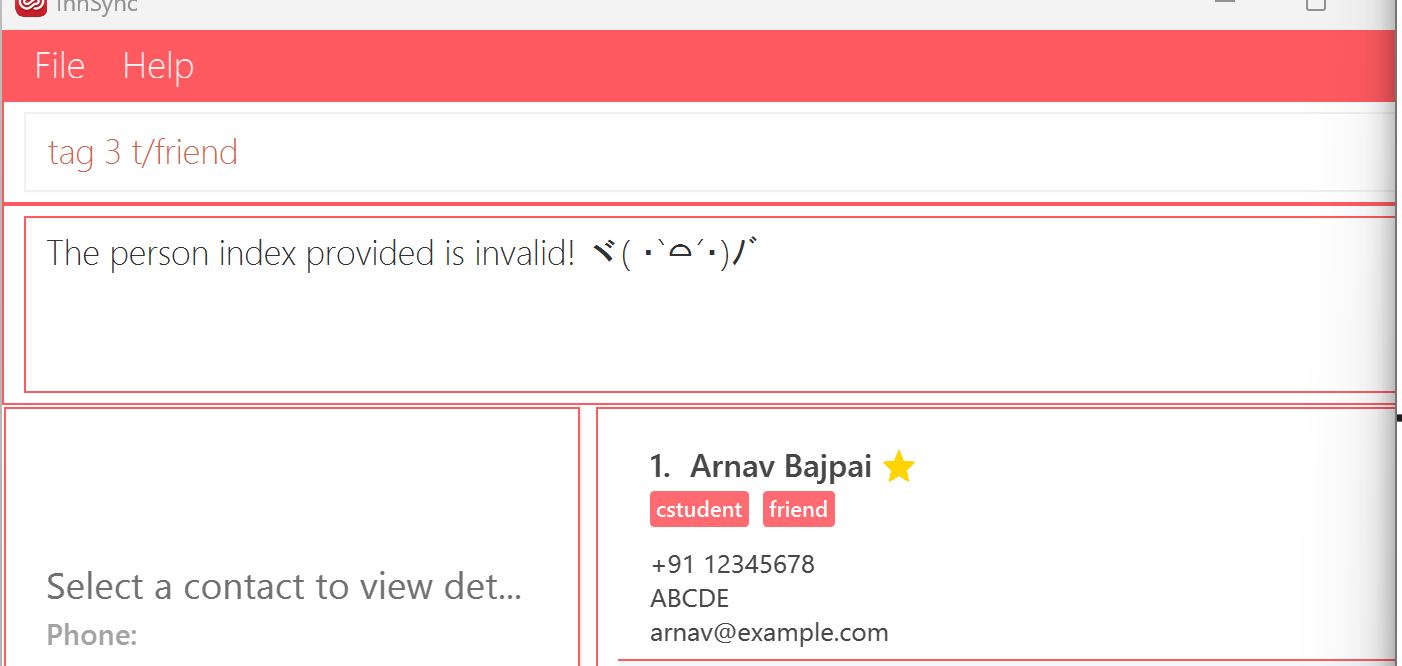 InnSync
File Help
tag 3 t/friend
The person index provided is invalid! ヾ( ･`⌓´･)ﾉﾞ
1. Arnav Bajpai
cstudent friend
+91 12345678
ABCDE
arnav@example.com
Select a contact to view det...
Phone: